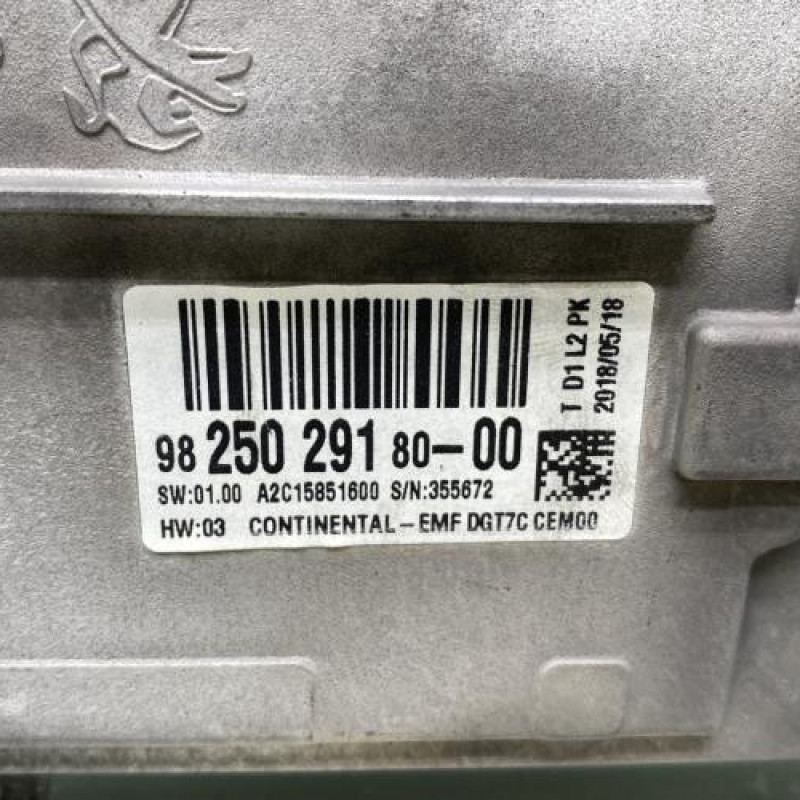 98 250 291 80-00
SW:01.00 A2C15851600 S/N:355672
HW:03 CONTINENTAL-EMF DGT7C CEM00
T D1 L2 PK
2018/05/18